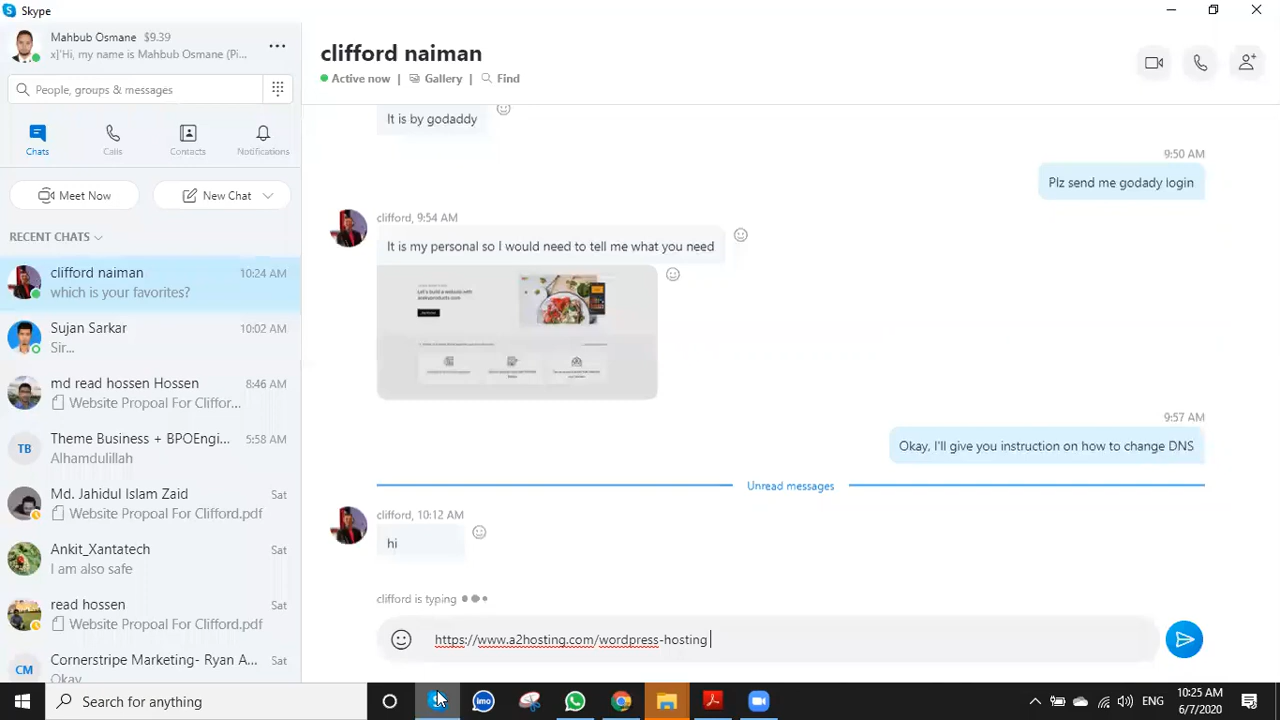 Skype
Mahbub Osmane $9.39
x)'Hi, my name is Mahbub Osmane (Pi...
People, groups & messages
Chats
Calls
Contacts
Notifications
Meet Now
New Chat
RECENT CHATS
clifford naiman 10:24 AM
which is your favorites?
Sujan Sarkar 10:02 AM
Sir...
md read hossen Hossen 8:46 AM
Website Propoal For Cliffor...
TB
Theme Business + BPOEngi... 5:58 AM
Alhamdulillah
Md. Jahidul Islam Zaid Sat
Website Propoal For Clifford.pdf
Ankit_Xantatech Sat
I am also safe
read hossen Sat
Website Propoal For Clifford.pdf
CM
Cornerstripe Marketing- Ryan A...
Okay Sat
clifford naiman
Active now | Gallery | Find
It is by godaddy
9:50 AM
Plz send me godady login
clifford, 9:54 AM
It is my personal so I would need to tell me what you need
Let's build a website with
9:57 AM
Okay, I'll give you instruction on how to change DNS
Unread messages
clifford, 10:12 AM
hi
clifford is typing
https://www.a2hosting.com/wordpress-hosting
Search for anything
imo
ENG
10:25 AM
6/7/2020